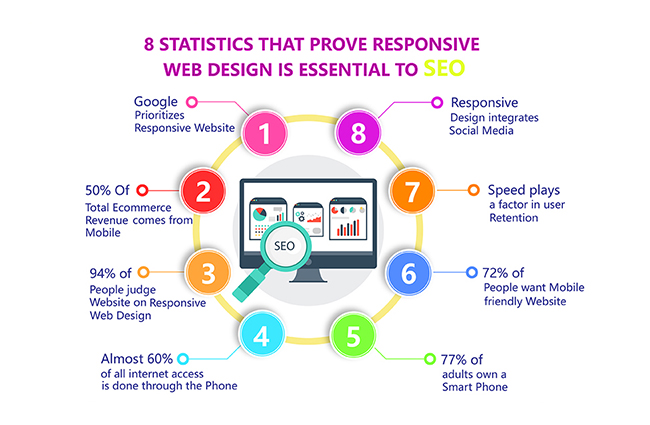 8 STATISTICS THAT PROVE RESPONSIVE
WEB DESIGN IS ESSENTIAL TO SEO
Google
Prioritizes
Responsive Website
1
50% Of
Total Ecommerce
Revenue comes from
Mobile
2
94% of
People judge
Website on Responsive
Web Design
3
Almost 60%
of all internet access
is done through the Phone
4
77% of
adults own a
Smart Phone
5
72% of
People want Mobile
friendly Website
6
Speed plays
a factor in user
Retention
7
Responsive
Design integrates
Social Media
8
SEO